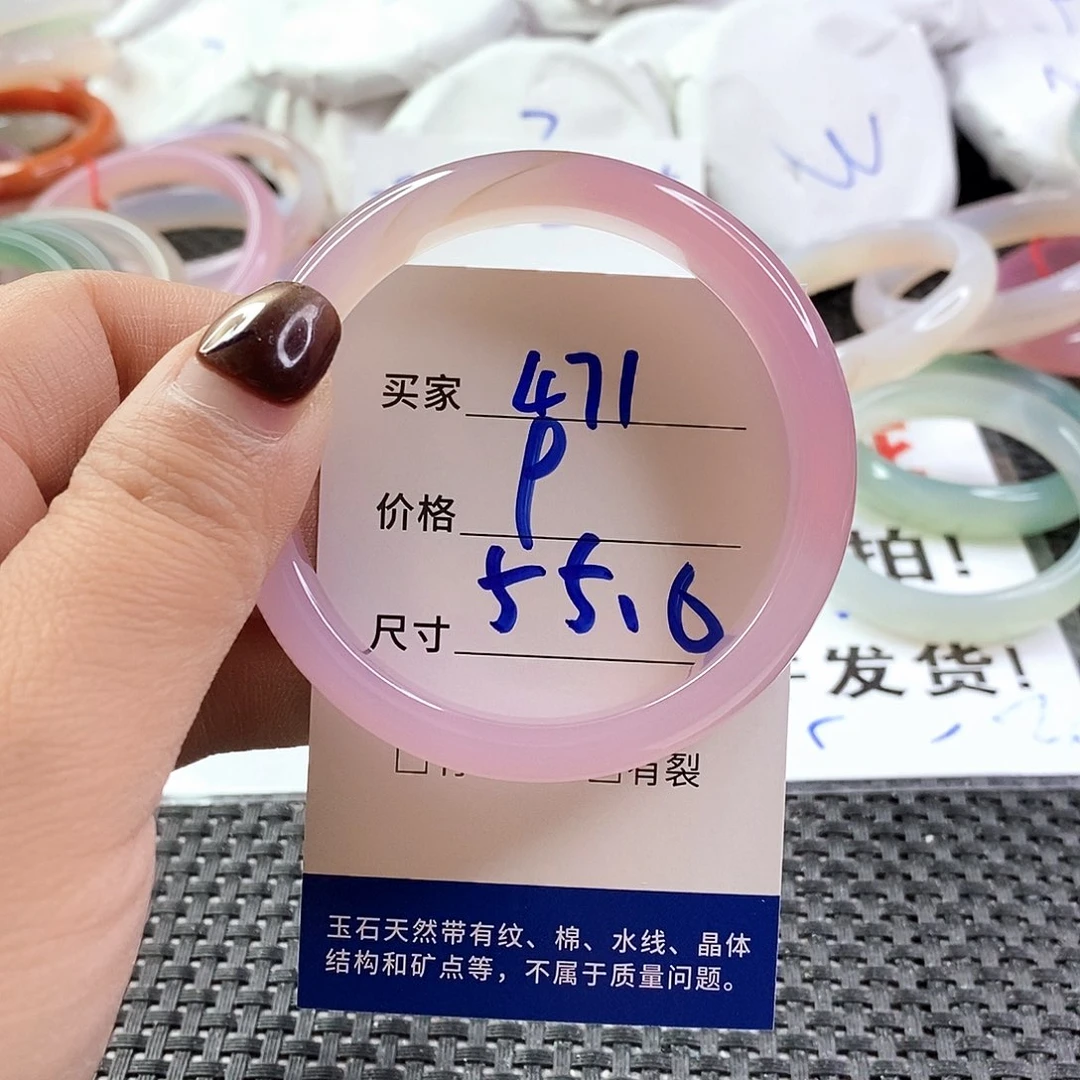 买家 471
价格 P
尺寸 55.6
有裂
玉石天然带有纹、棉、水线、晶体
结构和矿点等，不属于质量问题。
拍！
发货！